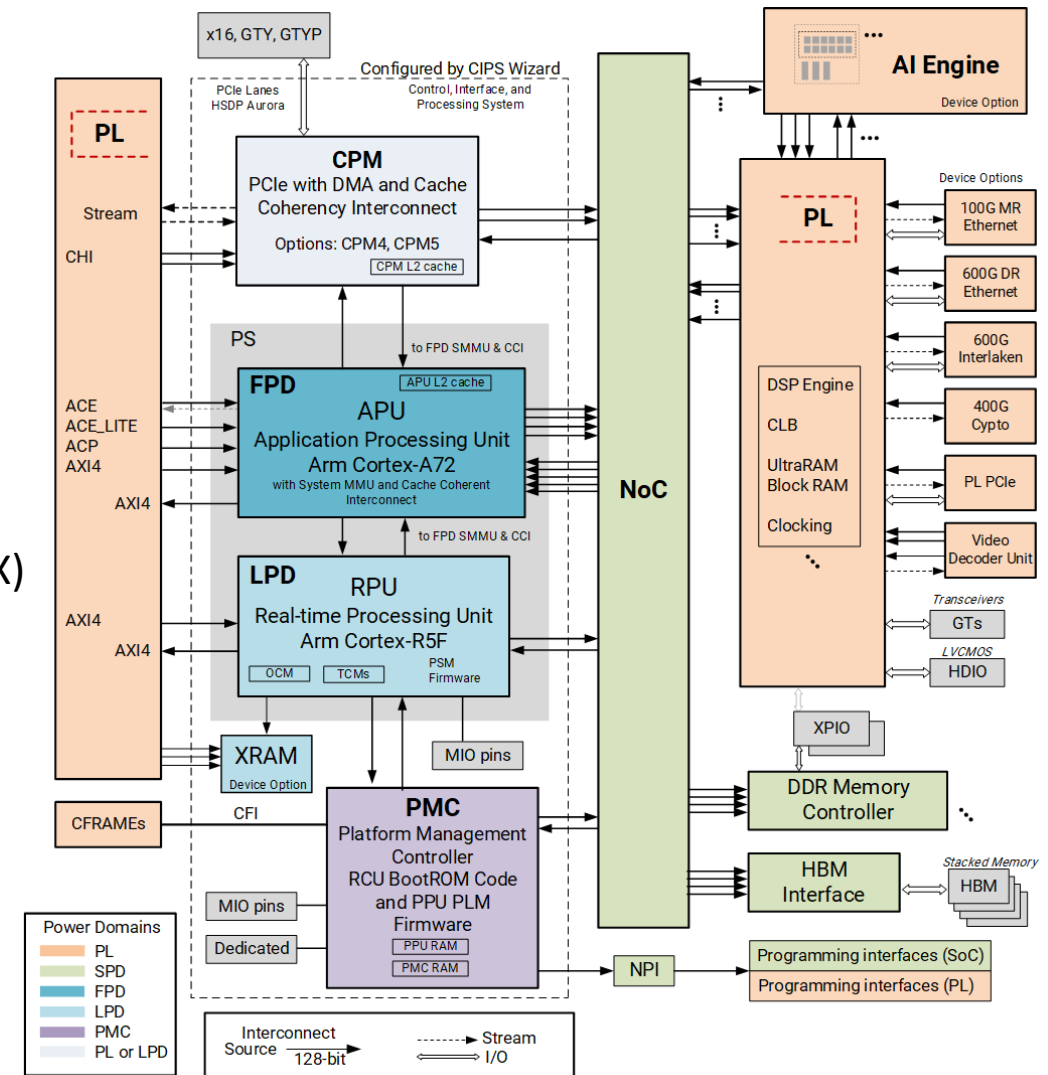 x16, GTY, GTYP
Configured by CIPS Wizard
PCIe Lanes
HSDP Aurora
Control, Interface, and
Processing System
PL
Stream
CHI
ACE
ACE_LITE
ACP
AXI4
AXI4
X)
AXI4
AXI4
CPM
PCIe with DMA and Cache
Coherency Interconnect
Options: CPM4, CPM5
CPM L2 cache
PS
to FPD SMMU & CCI
FPD
APU L2 cache
APU
Application Processing Unit
Arm Cortex-A72
with System MMU and Cache Coherent
Interconnect
to FPD SMMU & CCI
LPD
RPU
Real-time Processing Unit
Arm Cortex-R5F
OCM
TCMs
PSM
Firmware
XRAM
Device Option
MIO pins
CFRAMEs
CFI
PMC
Platform Management
Controller
RCU BootROM Code
and PPU PLM
Firmware
PPU RAM
PMC RAM
MIO pins
Dedicated
NoC
AI Engine
Device Option
PL
DSP Engine
CLB
UltraRAM
Block RAM
Clocking
Device Options
100G MR
Ethernet
600G DR
Ethernet
600G
Interlaken
400G
Cypto
PL PCIe
Video
Decoder Unit
Transceivers
GTs
LVCMOS
HDIO
XPIO
DDR Memory
Controller
HBM
Interface
Stacked Memory
HBM
NPI
Programming interfaces (SoC)
Programming interfaces (PL)
Power Domains
PL
SPD
FPD
LPD
PMC
PL or LPD
Interconnect
Source
128-bit
Stream
I/O